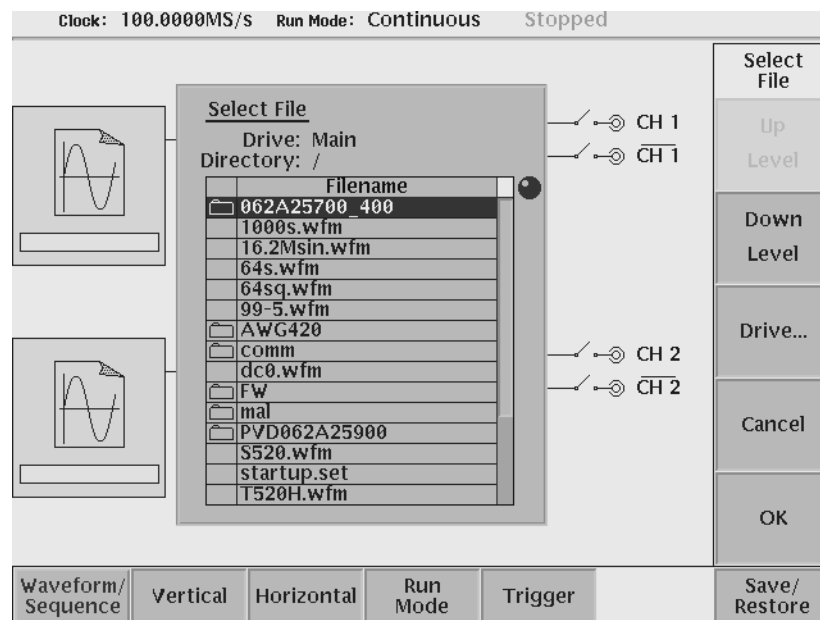 Clock: 100.0000MS/s Run Mode: Continuous Stopped
Select File
Drive: Main
Directory: /
Filename
062A25700_400
1000s.wfm
16.2Msin.wfm
64s.wfm
64sq.wfm
99-5.wfm
AWG420
comm
dc0.wfm
FW
mal
PVD062A25900
S520.wfm
startup.set
T520H.wfm
CH 1
CH 1
CH 2
CH 2
Select
File
Up
Level
Down
Level
Drive...
Cancel
OK
Waveform/
Sequence
Vertical
Horizontal
Run
Mode
Trigger
Save/
Restore